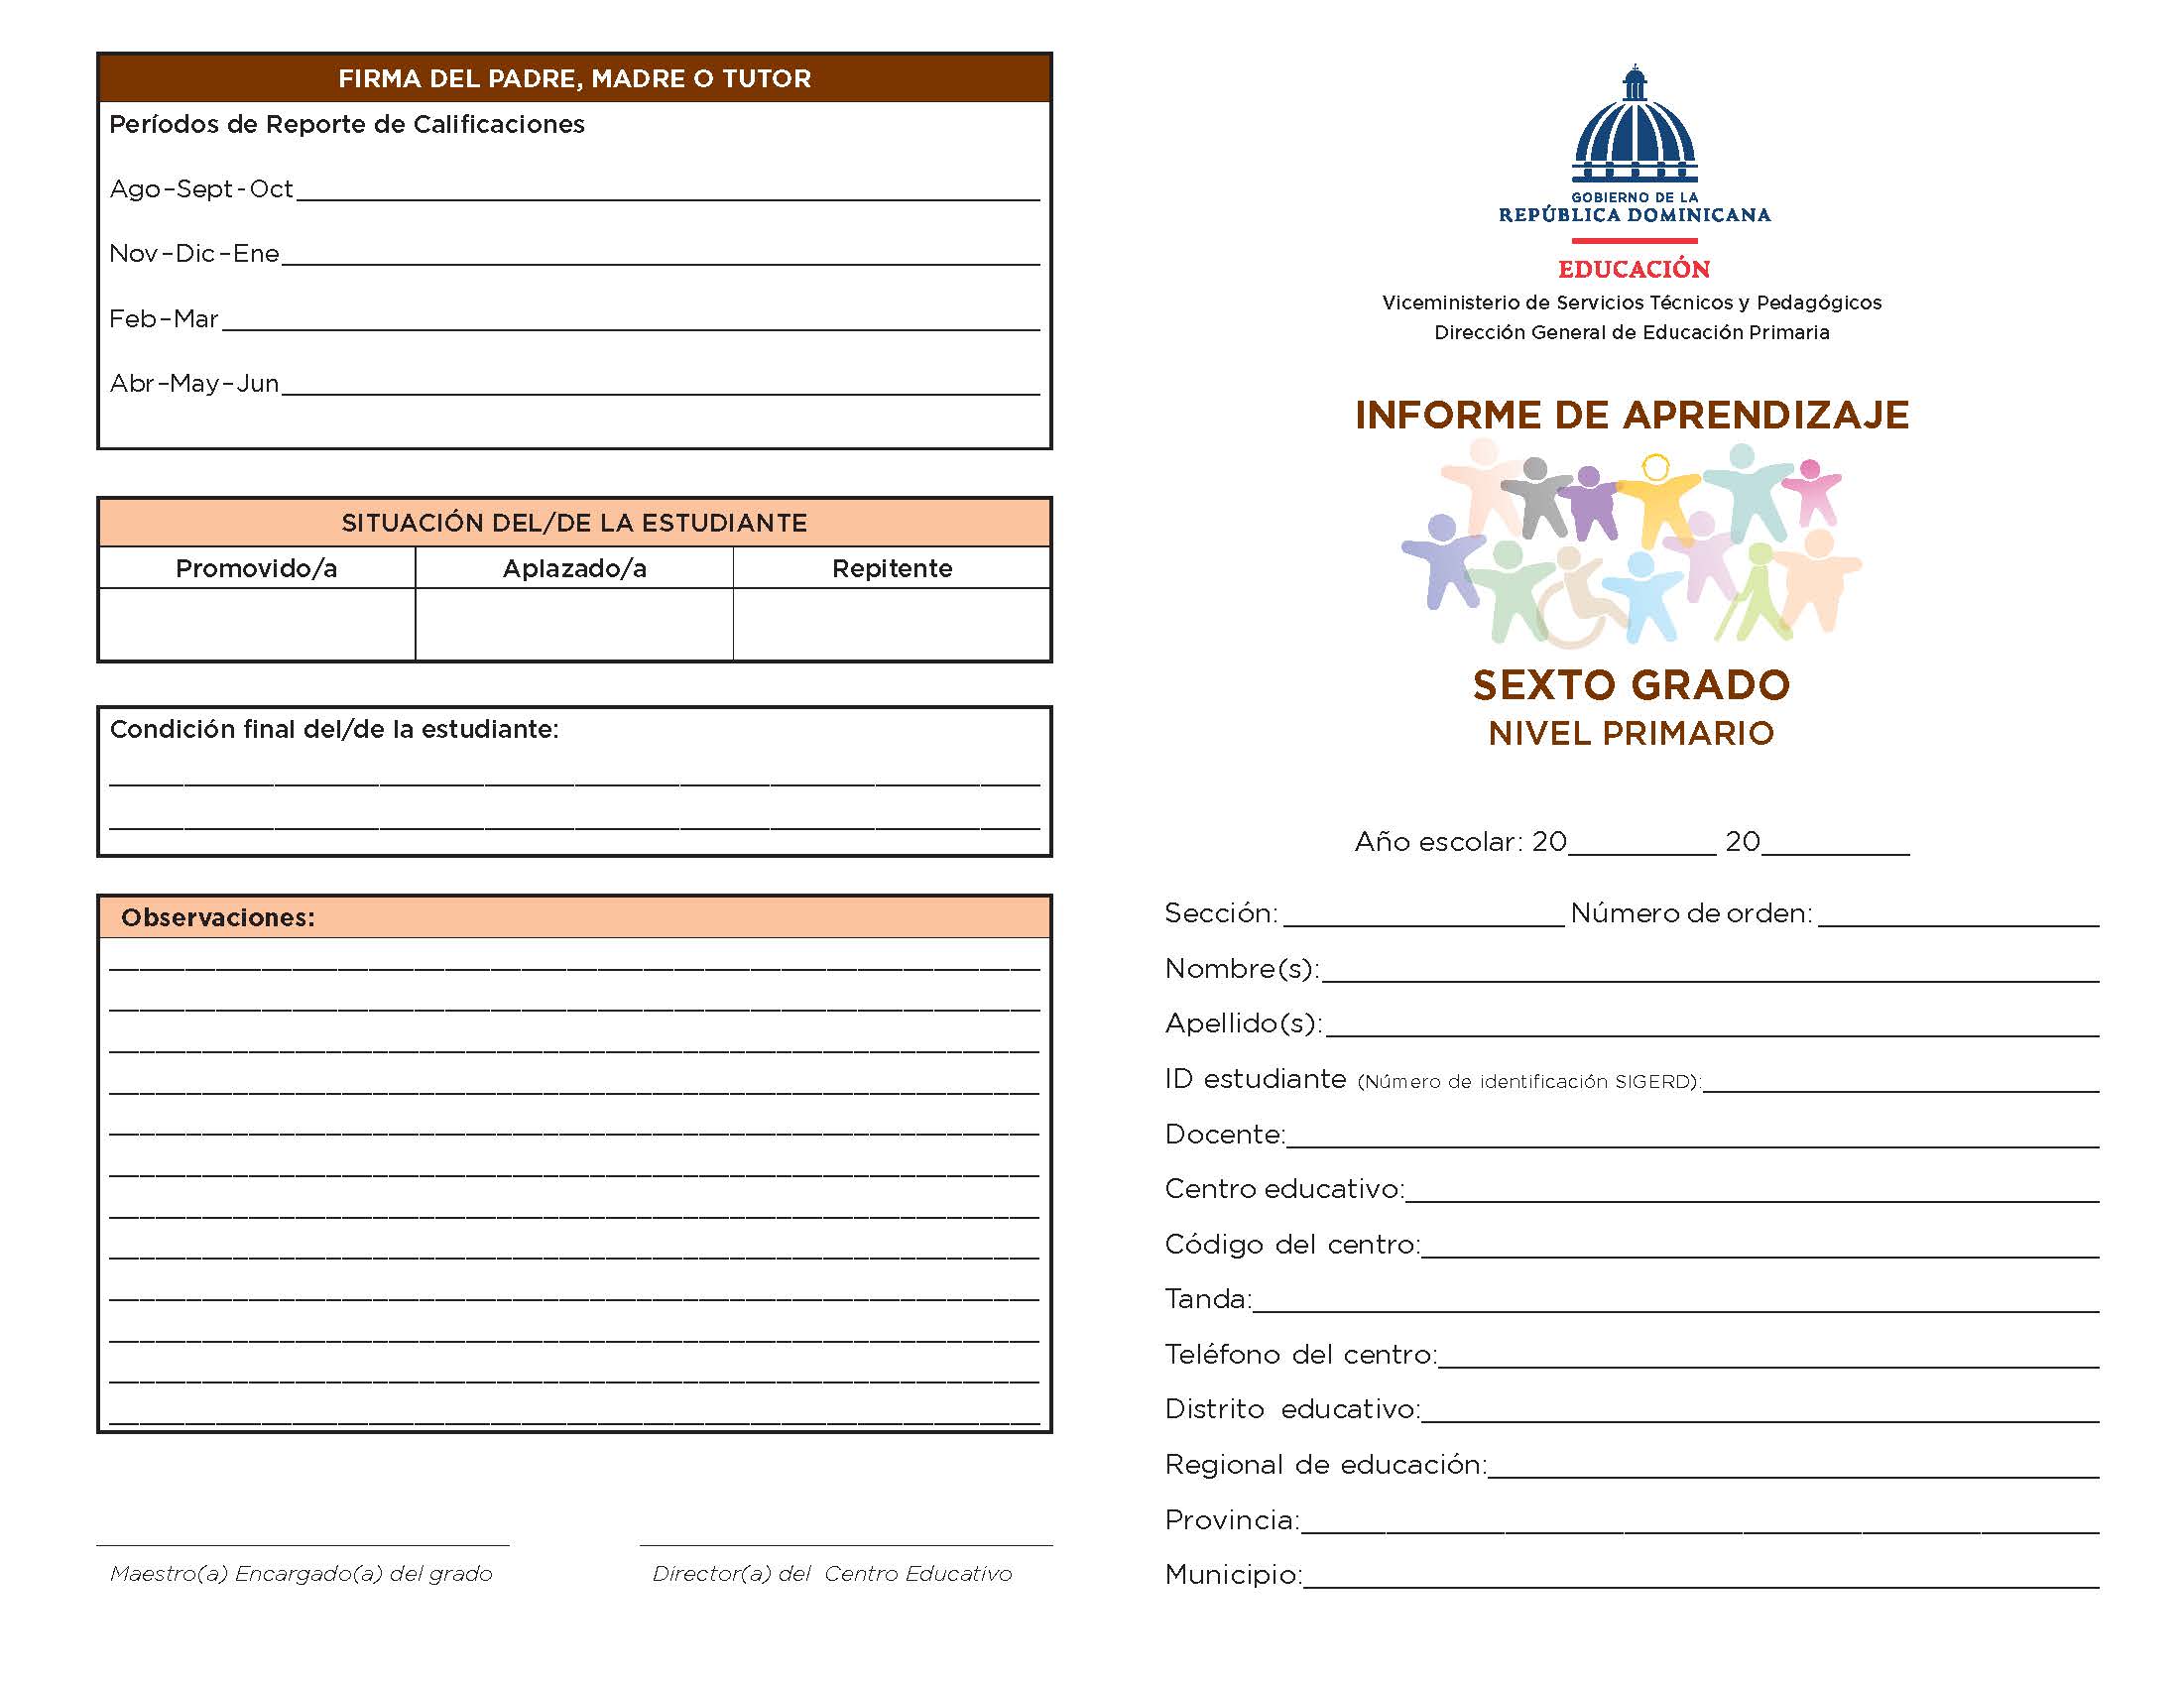 FIRMA DEL PADRE, MADRE O TUTOR
Períodos de Reporte de Calificaciones
Ago–Sept-Oct
Nov–Dic–Ene
Feb–Mar
Abr–May–Jun
SITUACIÓN DEL/DE LA ESTUDIANTE
Promovido/a Aplazado/a Repitente
Condición final del/de la estudiante:
Observaciones:
Maestro(a) Encargado(a) del grado
Director(a) del Centro Educativo
GOBIERNO DE LA
REPÚBLICA DOMINICANA
EDUCACIÓN
Viceministerio de Servicios Técnicos y Pedagógicos
Dirección General de Educación Primaria
INFORME DE APRENDIZAJE
SEXTO GRADO
NIVEL PRIMARIO
Año escolar: 20__________ 20__________
Sección: Número de orden:
Nombre(s):
Apellido(s):
ID estudiante (Número de identificación SIGERD):
Docente:
Centro educativo:
Código del centro:
Tanda:
Teléfono del centro:
Distrito educativo:
Regional de educación:
Provincia:
Municipio: